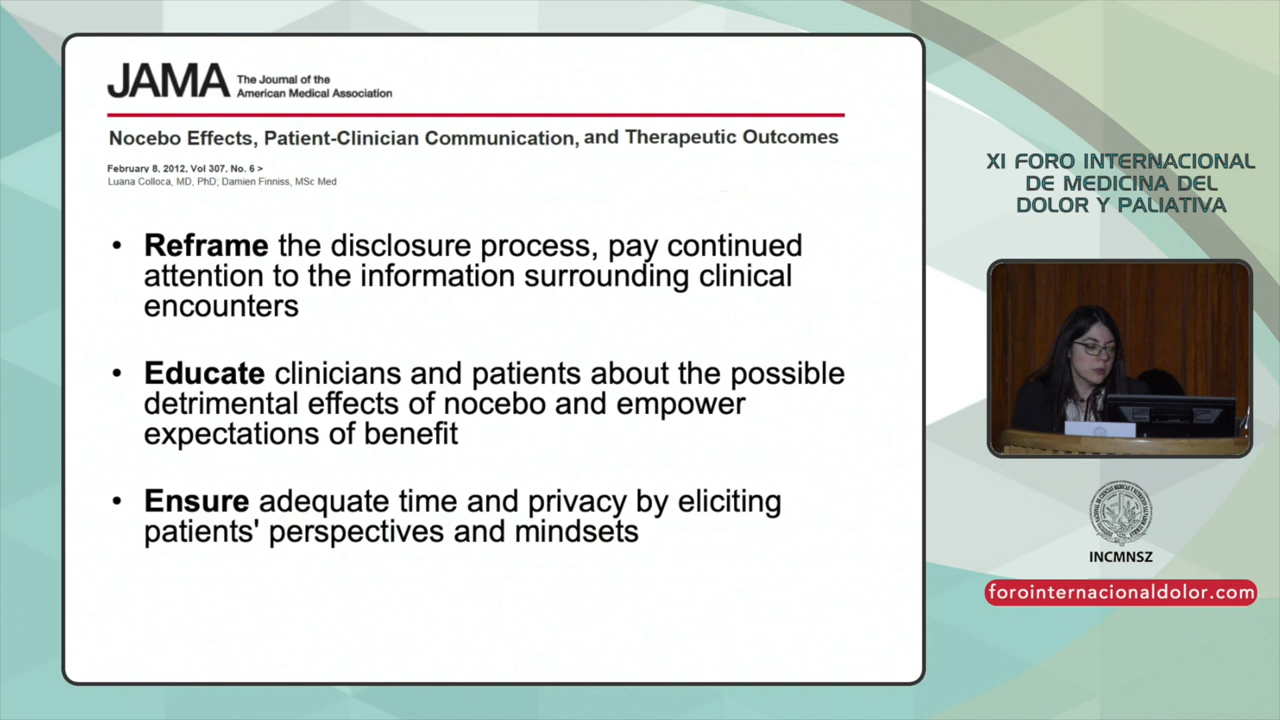 JAMA The Journal of the
American Medical Association
Nocebo Effects, Patient-Clinician Communication, and Therapeutic Outcomes
February 8, 2012, Vol 307, No. 6 >
Luana Colloca, MD, PhD; Damien Finniss, MSc Med
• Reframe the disclosure process, pay continued
attention to the information surrounding clinical
encounters
• Educate clinicians and patients about the possible
detrimental effects of nocebo and empower
expectations of benefit
• Ensure adequate time and privacy by eliciting
patients' perspectives and mindsets
XI FORO INTERNACIONAL
DE MEDICINA DEL
DOLOR Y PALIATIVA
INCMNSZ
forointernacionaldolor.com